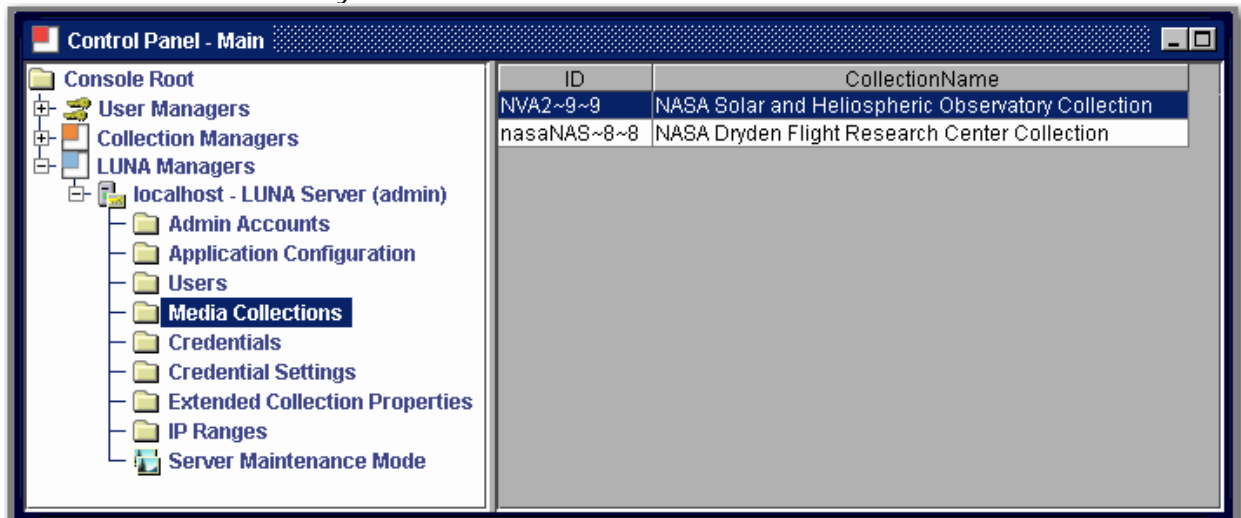 Control Panel - Main
Console Root
User Managers
Collection Managers
LUNA Managers
localhost - LUNA Server (admin)
Admin Accounts
Application Configuration
Users
Media Collections
Credentials
Credential Settings
Extended Collection Properties
IP Ranges
Server Maintenance Mode
ID CollectionName
NVA2~9~9 NASA Solar and Heliospheric Observatory Collection
nasaNAS~8~8 NASA Dryden Flight Research Center Collection